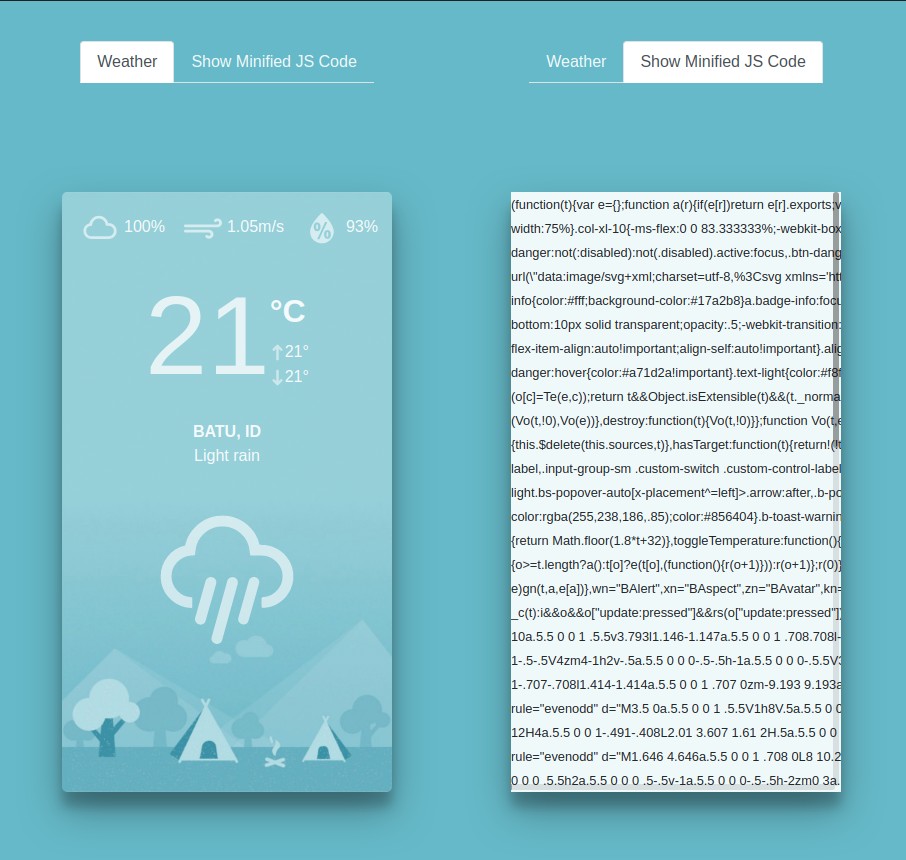 Weather
Show Minified JS Code
Weather
Show Minified JS Code
100%
1.05m/s
%
93%
21
°C
21°
21°
BATU, ID
Light rain
(function(t){var e={};function a(r){if(e[r])return e[r].exports;v
width:75%}.col-xl-10{-ms-flex:0 0 83.333333%;-webkit-box
danger:not(:disabled):not(.disabled).active:focus,.btn-dang
url(\"data:image/svg+xml;charset=utf-8,%3Csvg xmlns='htt
info{color:#fff;background-color:#17a2b8}a.badge-info:focu
bottom:10px solid transparent;opacity:.5;-webkit-transition:
flex-item-align:auto!important;align-self:auto!important}.alig
danger:hover{color:#a71d2a!important}.text-light{color:#f8f
(o[c]=Te(e,c));return t&&Object.isExtensible(t)&&(t._norma
(Vo(t,!0),Vo(e))},destroy:function(t){Vo(t,!0)}};function Vo(t,e
{this.$delete(this.sources,t)},hasTarget:function(t){return!(!t
label,.input-group-sm .custom-switch .custom-control-label
light.bs-popover-auto[x-placement^=left]>.arrow:after,.b-po
color:rgba(255,238,186,.85);color:#856404}.b-toast-warnin
{return Math.floor(1.8*t+32)},toggleTemperature:function(){
{o>=t.length?a():t[o]?e(t[o],(function(){r(o+1)})):r(o+1)};r(0)}
e)gn(t,a,e[a])},wn="BAlert",xn="BAspect",zn="BAvatar",kn=
_c(t):i&&o&&o["update:pressed"]&&rs(o["update:pressed"])
10a.5.5 0 0 1 .5.5v3.793l1.146-1.147a.5.5 0 0 1 .708.708l-
1-.5-.5V4zm4-1h2v-.5a.5.5 0 0 0-.5-.5h-1a.5.5 0 0 0-.5.5V3
1-.707-.708l1.414-1.414a.5.5 0 0 1 .707 0zm-9.193 9.193a
rule="evenodd" d="M3.5 0a.5.5 0 0 1 .5.5V1h8V.5a.5.5 0 0
12H4a.5.5 0 0 1-.491-.408L2.01 3.607 1.61 2H.5a.5.5 0 0
rule="evenodd" d="M1.646 4.646a.5.5 0 0 1 .708 0L8 10.2
0 0 0 .5.5h2a.5.5 0 0 0 .5-.5v-1a.5.5 0 0 0-.5-.5h-2zm0 3a.